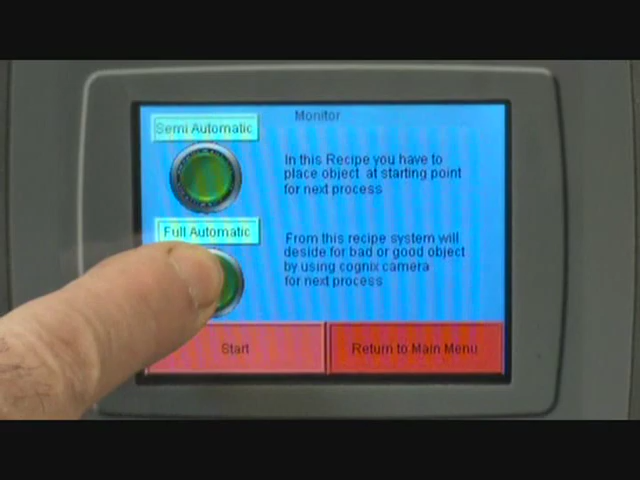 Monitor
Semi Automatic
In this Recipe you have to
place object at starting point
for next process
Full Automatic
From this recipe system will
deside for bad or good object
by using cognix camera
for next process
Start
Return to Main Menu